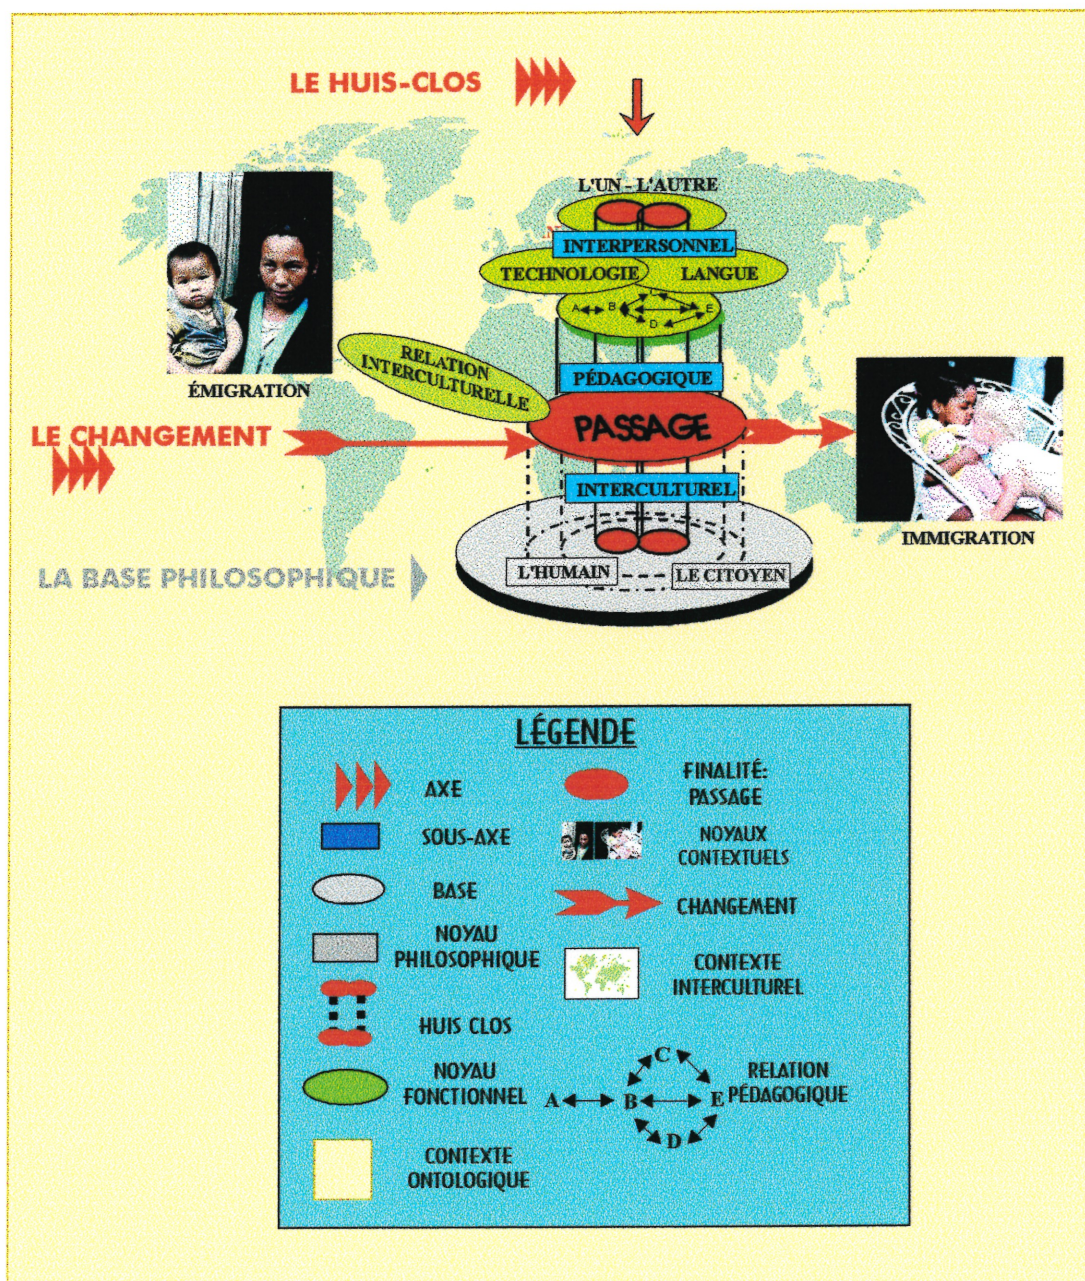 LE HUIS-CLOS
L'UN - L'AUTRE
INTERPERSONNEL
TECHNOLOGIE
LANGUE
A
B
C
D
E
RELATION
INTERCULTURELLE
ÉMIGRATION
PÉDAGOGIQUE
LE CHANGEMENT
PASSAGE
INTERCULTUREL
IMMIGRATION
LA BASE PHILOSOPHIQUE
L'HUMAIN
LE CITOYEN
LÉGENDE
AXE
SOUS-AXE
BASE
NOYAU
PHILOSOPHIQUE
HUIS CLOS
NOYAU
FONCTIONNEL
CONTEXTE
ONTOLOGIQUE
FINALITÉ:
PASSAGE
NOYAUX
CONTEXTUELS
CHANGEMENT
CONTEXTE
INTERCULTUREL
A
B
C
D
E
RELATION
PÉDAGOGIQUE